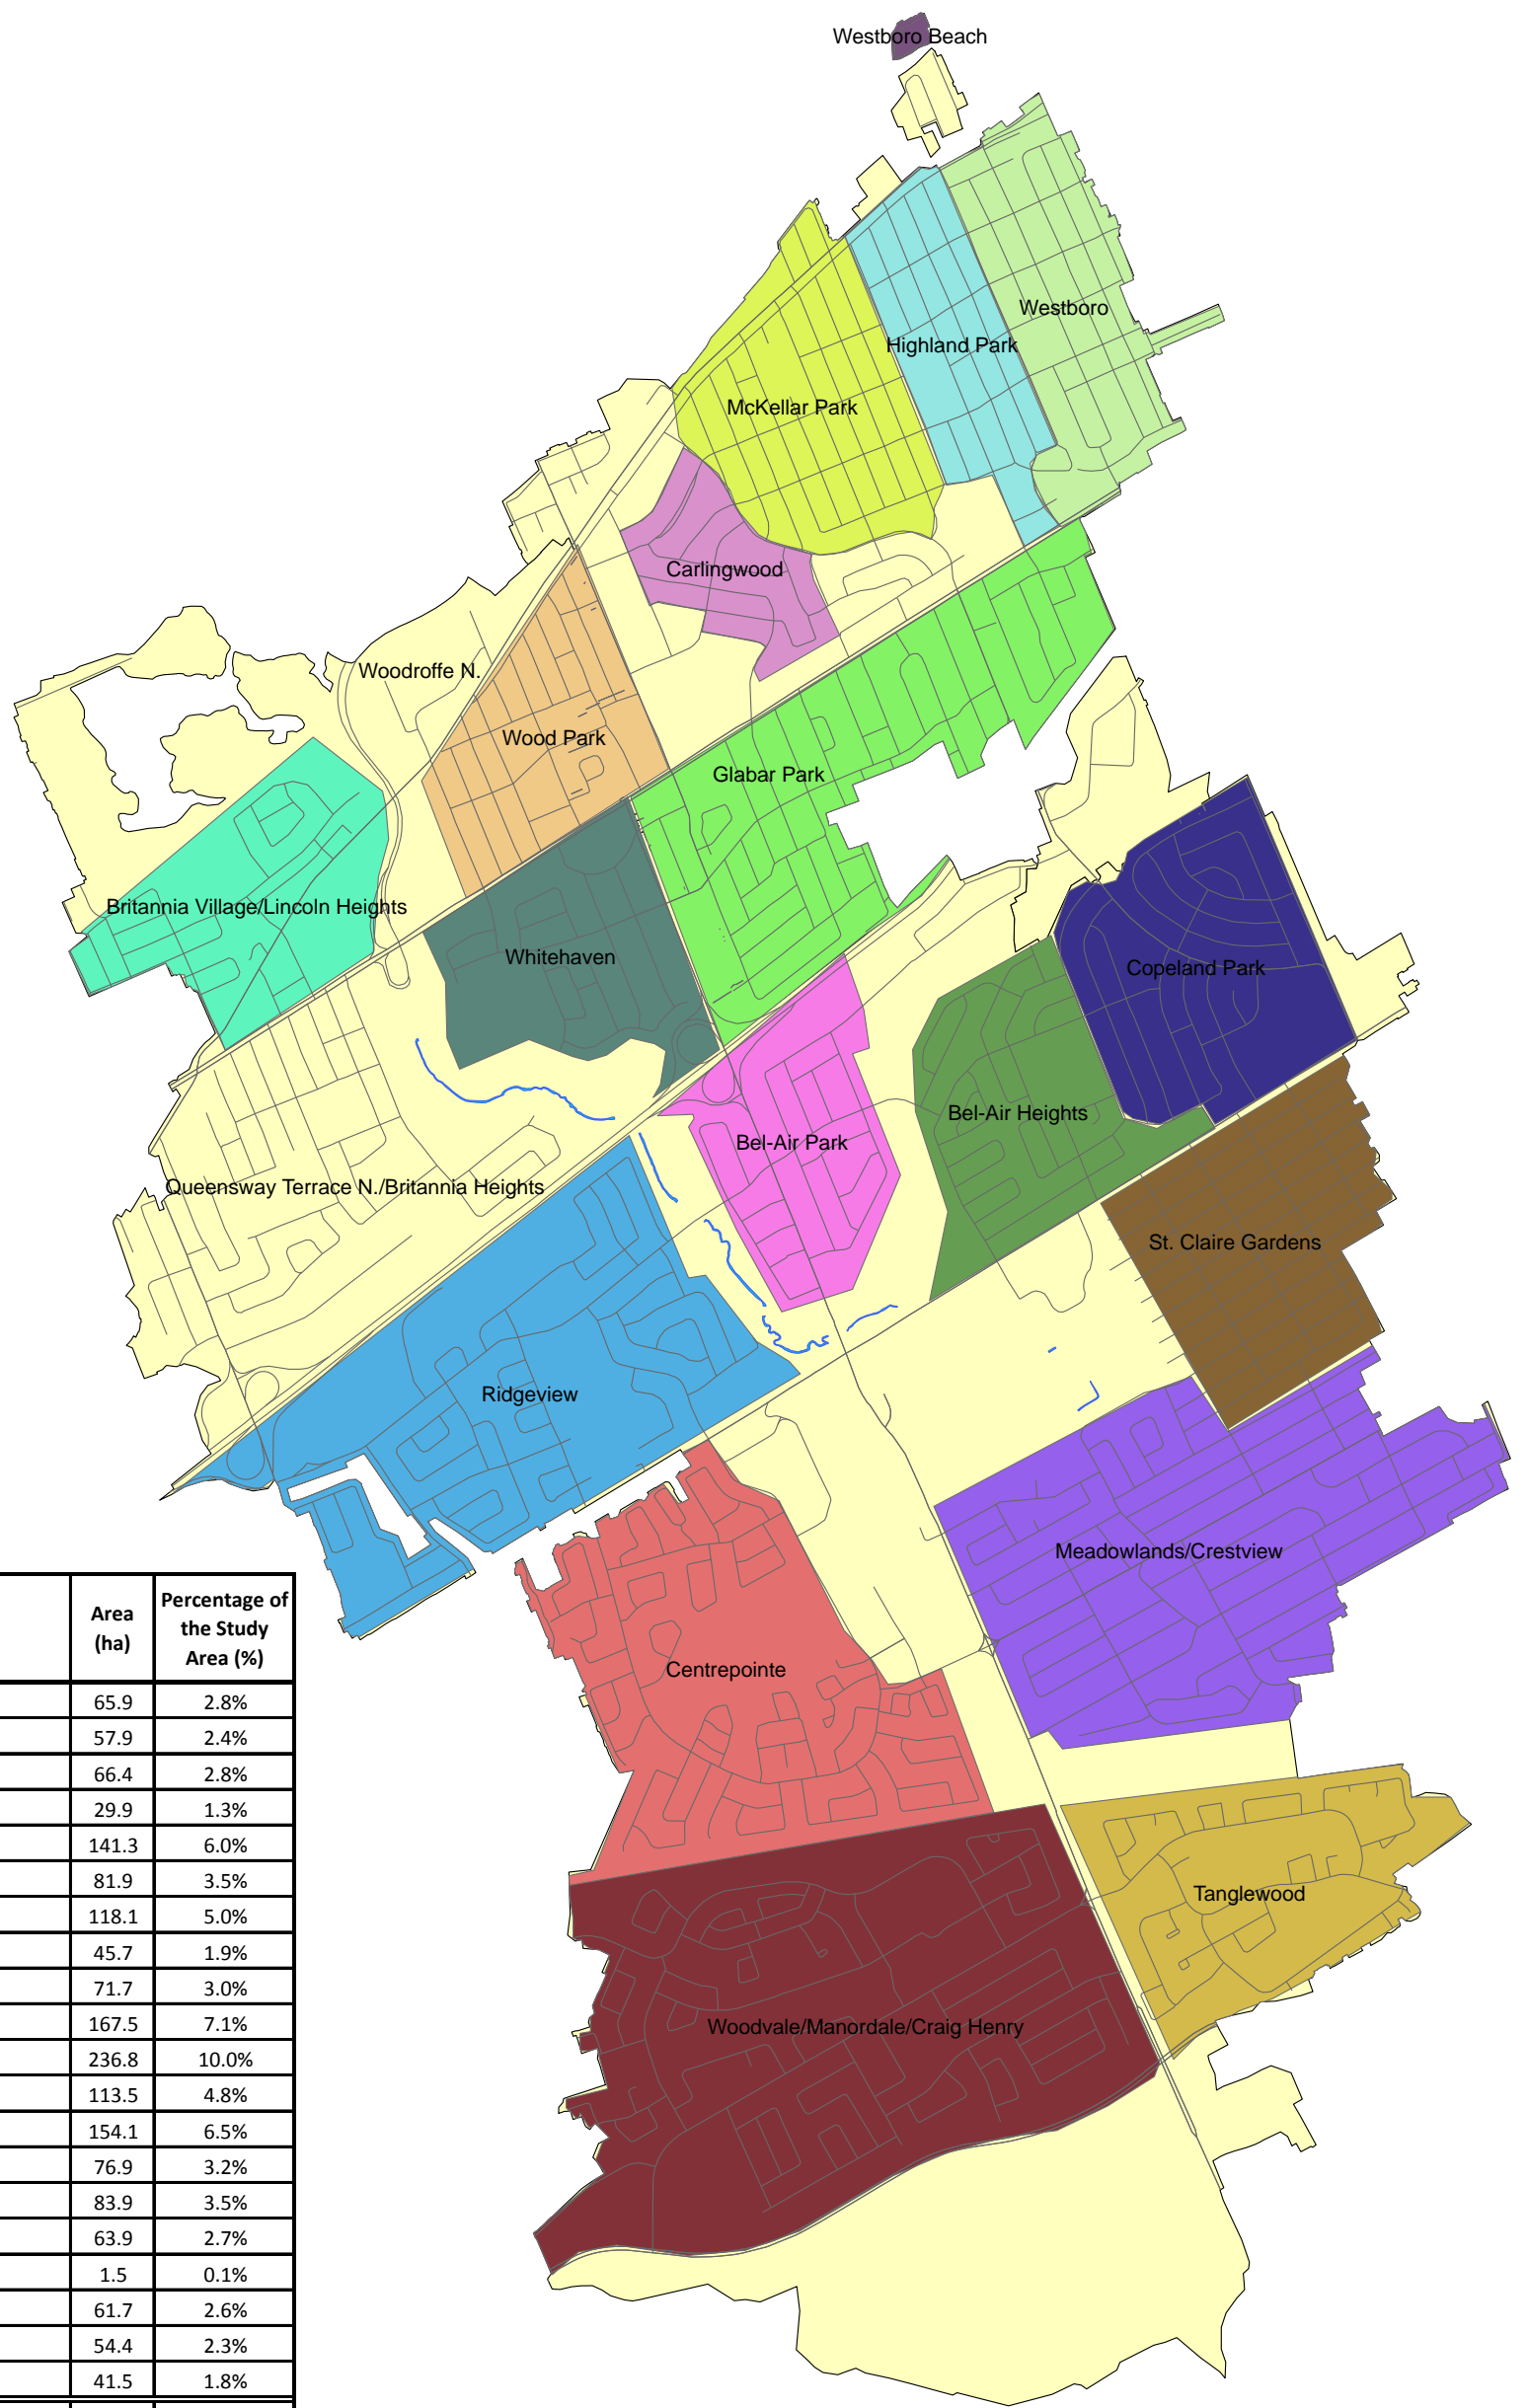 Westboro Beach
Westboro
Highland Park
McKellar Park
Carlingwood
Woodroffe N.
Wood Park
Glabar Park
Britannia Village/Lincoln Heights
Whitehaven
Copeland Park
Bel-Air Heights
Bel-Air Park
Queensway Terrace N./Britannia Heights
St. Claire Gardens
Ridgeview
Meadowlands/Crestview
Centrepointe
Tanglewood
Woodvale/Manordale/Craig Henry
Area
(ha)
Percentage of
the Study
Area (%)
65.9 2.8%
57.9 2.4%
66.4 2.8%
29.9 1.3%
141.3 6.0%
81.9 3.5%
118.1 5.0%
45.7 1.9%
71.7 3.0%
167.5 7.1%
236.8 10.0%
113.5 4.8%
154.1 6.5%
76.9 3.2%
83.9 3.5%
63.9 2.7%
1.5 0.1%
61.7 2.6%
54.4 2.3%
41.5 1.8%